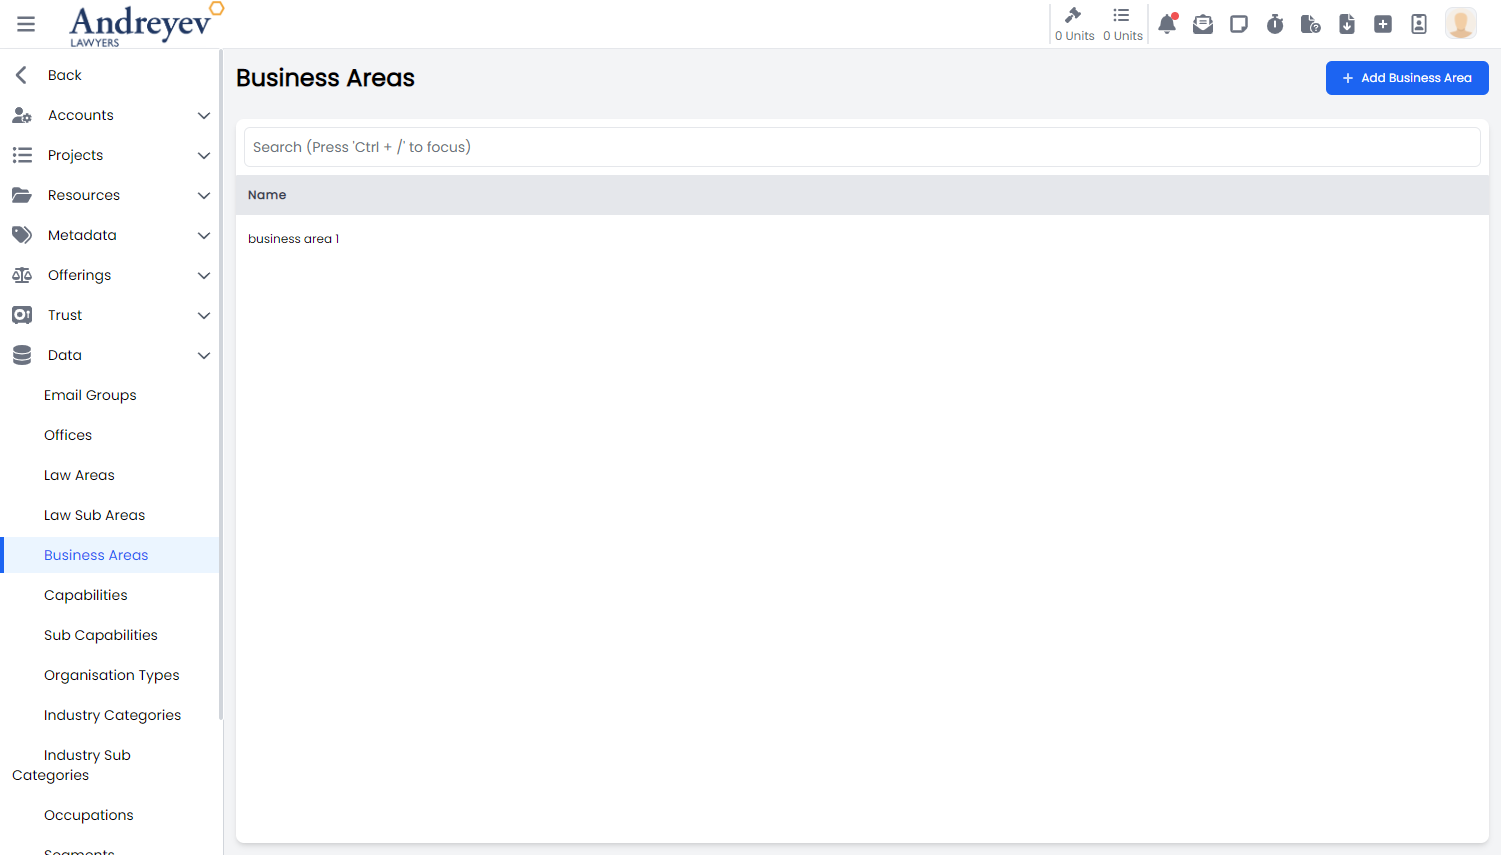 Andreyev
LAWYERS
0 Units
0 Units
Back
Accounts
Projects
Resources
Metadata
Offerings
Trust
Data
Email Groups
Offices
Law Areas
Law Sub Areas
Business Areas
Capabilities
Sub Capabilities
Organisation Types
Industry Categories
Industry Sub
Categories
Occupations
Segments
Business Areas
+ Add Business Area
Search (Press 'Ctrl + /' to focus)
Name
business area 1